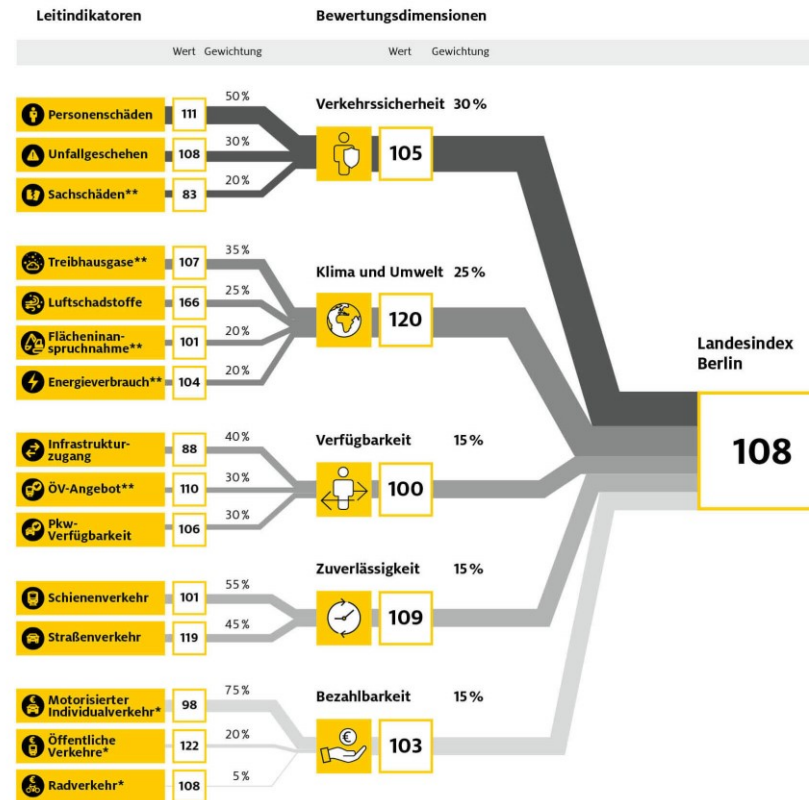 Leitindikatoren
Bewertungsdimensionen
Wert Gewichtung
Wert Gewichtung
Personenschäden 111 50 %
Unfallgeschehen 108 30 %
Sachschäden** 83 20 %
Verkehrssicherheit 30 %
105
Treibhausgase** 107 35 %
Luftschadstoffe 166 25 %
Flächeninan-
spruchnahme** 101 20 %
Energieverbrauch** 104 20 %
Klima und Umwelt 25 %
120
Infrastruktur-
zugang 88 40 %
ÖV-Angebot** 110 30 %
Pkw-
Verfügbarkeit 106 30 %
Verfügbarkeit 15 %
100
Schienenverkehr 101 55 %
Straßenverkehr 119 45 %
Zuverlässigkeit 15 %
109
Motorisierter
Individualverkehr* 98 75 %
Öffentliche
Verkehre* 122 20 %
Radverkehr* 108 5 %
Bezahlbarkeit 15 %
€
103
Landesindex
Berlin
108